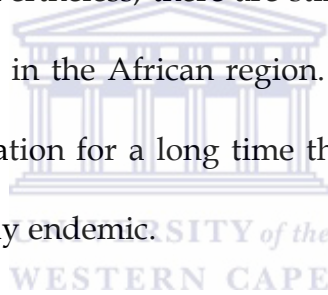 in the African region.
ation for a long time th
y endemic.
UNIVERSITY of the
WESTERN CAPE